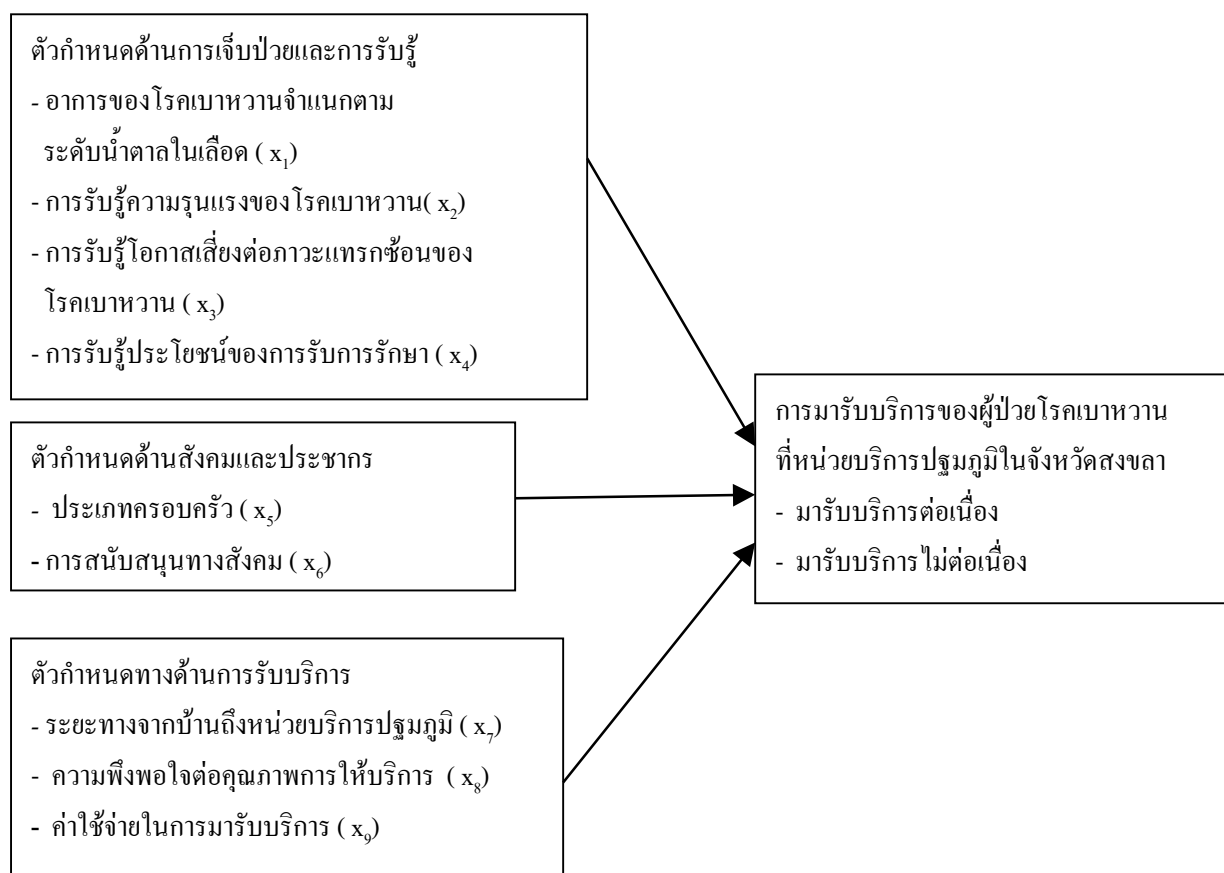 ตัวกำหนดด้านการเจ็บป่วยและการรับรู้
- อาการของโรคเบาหวานจำแนกตาม
ระดับน้ำตาลในเลือด ( x₁)
- การรับรู้ความรุนแรงของโรคเบาหวาน( x₂)
- การรับรู้โอกาสเสี่ยงต่อภาวะแทรกซ้อนของ
โรคเบาหวาน ( x₃)
- การรับรู้ประโยชน์ของการรับการรักษา ( x₄)
ตัวกำหนดด้านสังคมและประชากร
- ประเภทครอบครัว ( x₅)
- การสนับสนุนทางสังคม ( x₆)
ตัวกำหนดทางด้านการรับบริการ
- ระยะทางจากบ้านถึงหน่วยบริการปฐมภูมิ ( x₇)
- ความพึงพอใจต่อคุณภาพการให้บริการ ( x₈)
- ค่าใช้จ่ายในการมารับบริการ ( x₉)
การมารับบริการของผู้ป่วยโรคเบาหวาน
ที่หน่วยบริการปฐมภูมิในจังหวัดสงขลา
- มารับบริการต่อเนื่อง
- มารับบริการไม่ต่อเนื่อง